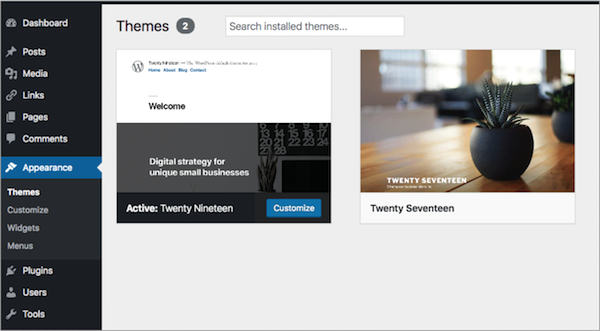 Dashboard
Posts
Media
Links
Pages
Comments
Appearance
Themes
Customize
Widgets
Menus
Plugins
Users
Tools
Themes 2
Search installed themes...
Twenty Nineteen — The WordPress default theme for 2019
Home About Blog Contact
Welcome
Digital strategy for
unique small businesses
Active: Twenty Nineteen
Customize
TWENTY SEVENTEEN
Twenty Seventeen